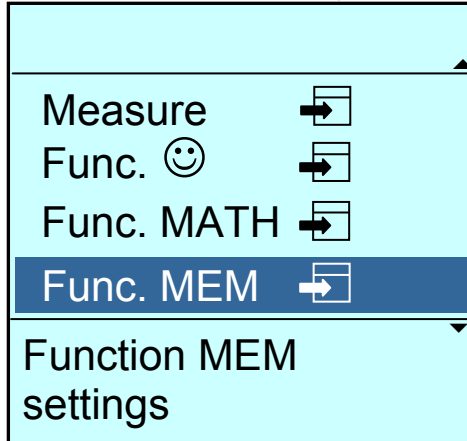 Measure
Func. ☺
Func. MATH
Func. MEM
Function MEM
settings